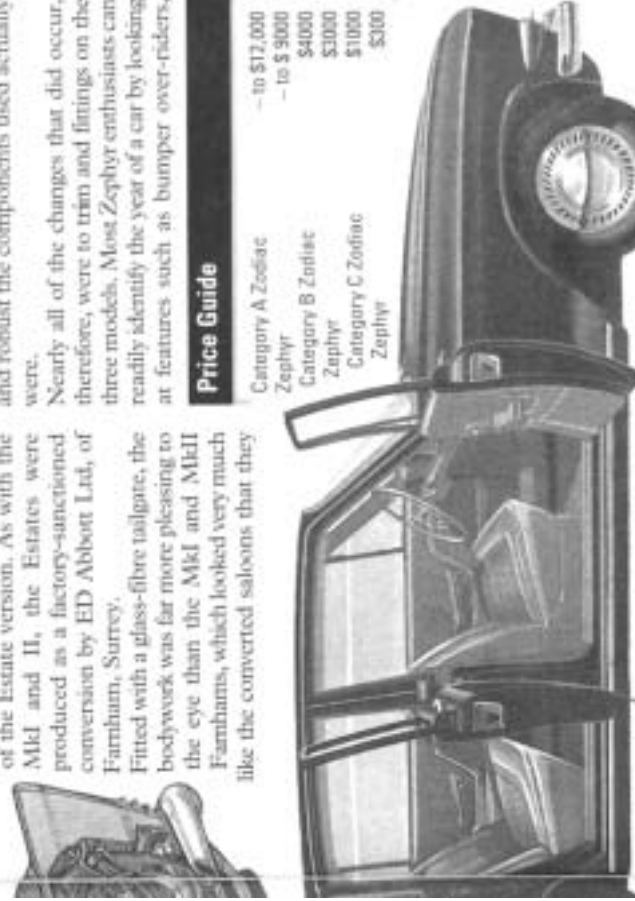 of the Estate version. As with the
MkI and II, the Estates were
produced as a factory-sanctioned
conversion by ED Abbott Ltd, of
Farnham, Surrey.
Fitted with a glass-fibre tailgate, the
bodywork was far more pleasing to
the eye than the MkI and MkII
Farnhams, which looked very much
like the converted saloons that they
and robust the components used actually
were.
Nearly all of the changes that did occur,
therefore, were to trim and fittings on the
three models. Most Zephyr enthusiasts can
readily identify the year of a car by looking
at features such as bumper over-riders,
Price Guide
Category A Zodiac – to $12,000
Zephyr – to $ 9000
Category B Zodiac $4000
Zephyr $3000
Category C Zodiac $1000
Zephyr $300